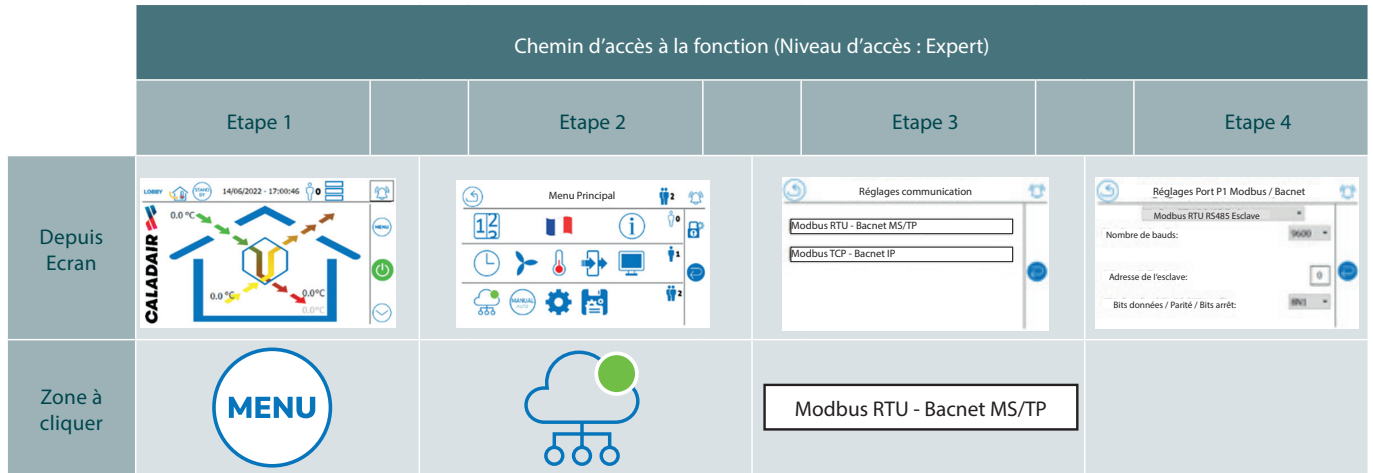 Chemin d'accès à la fonction (Niveau d'accès : Expert)
Etape 1
Etape 2
Etape 3
Etape 4
Depuis
Ecran
LOBBY
STAND
BY
14/06/2022 - 17:00:46
0
CALADAIR
0.0 °C
0.0 °C
0.0°C
0.0°C
MENU
Menu Principal
2
12
i
0
1
MANUAL
AUTO
2
Réglages communication
Modbus RTU - Bacnet MS/TP
Modbus TCP - Bacnet IP
Réglages Port P1 Modbus / Bacnet
Modbus RTU RS485 Esclave
Nombre de bauds:
9600
Adresse de l'esclave:
0
Bits données / Parité / Bits arrêt:
8N1
Zone à
cliquer
MENU
Modbus RTU - Bacnet MS/TP